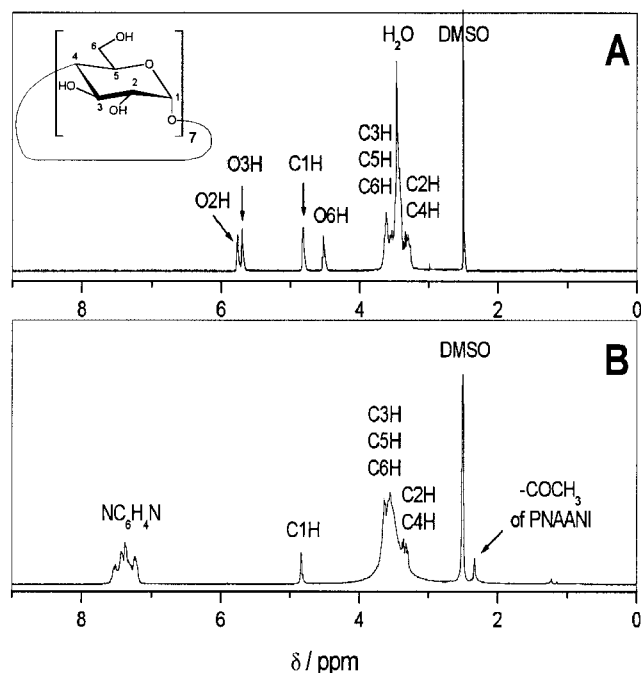 A
H₂O
DMSO
6
OH
4
5
O
HO
3
2
OH
1
O
7
O3H
O2H
C1H
O6H
C3H
C5H
C6H
C2H
C4H
8
6
4
2
0
B
DMSO
C3H
C5H
C6H
C2H
C4H
-COCH₃
of PNAANI
NC₆H₄N
C1H
8
6
4
2
0
δ / ppm